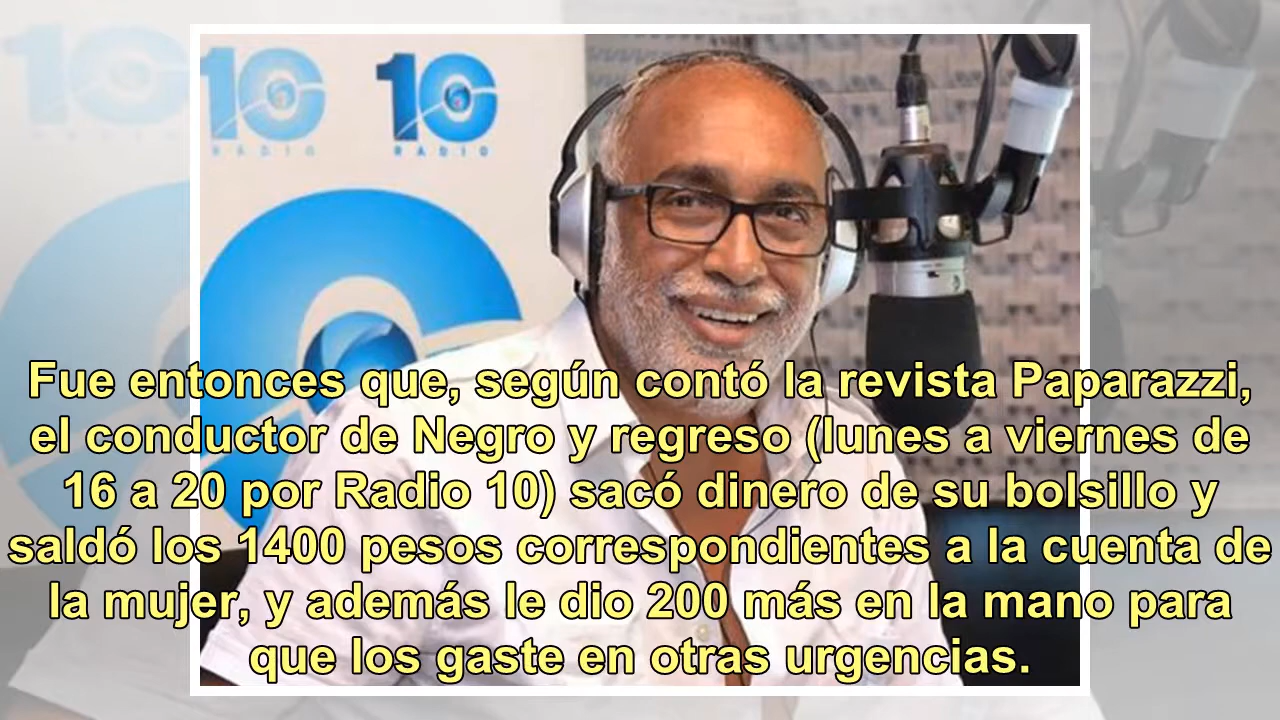 10
RADIO
10
RADIO
10
RADIO
Fue entonces que, según contó la revista Paparazzi,
el conductor de Negro y regreso (lunes a viernes de
16 a 20 por Radio 10) sacó dinero de su bolsillo y
saldó los 1400 pesos correspondientes a la cuenta de
la mujer, y además le dio 200 más en la mano para
que los gaste en otras urgencias.